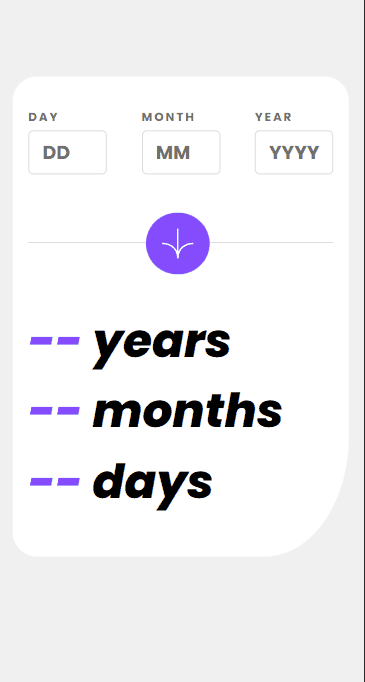 DAY MONTH YEAR
DD MM YYYY
-- years
-- months
-- days